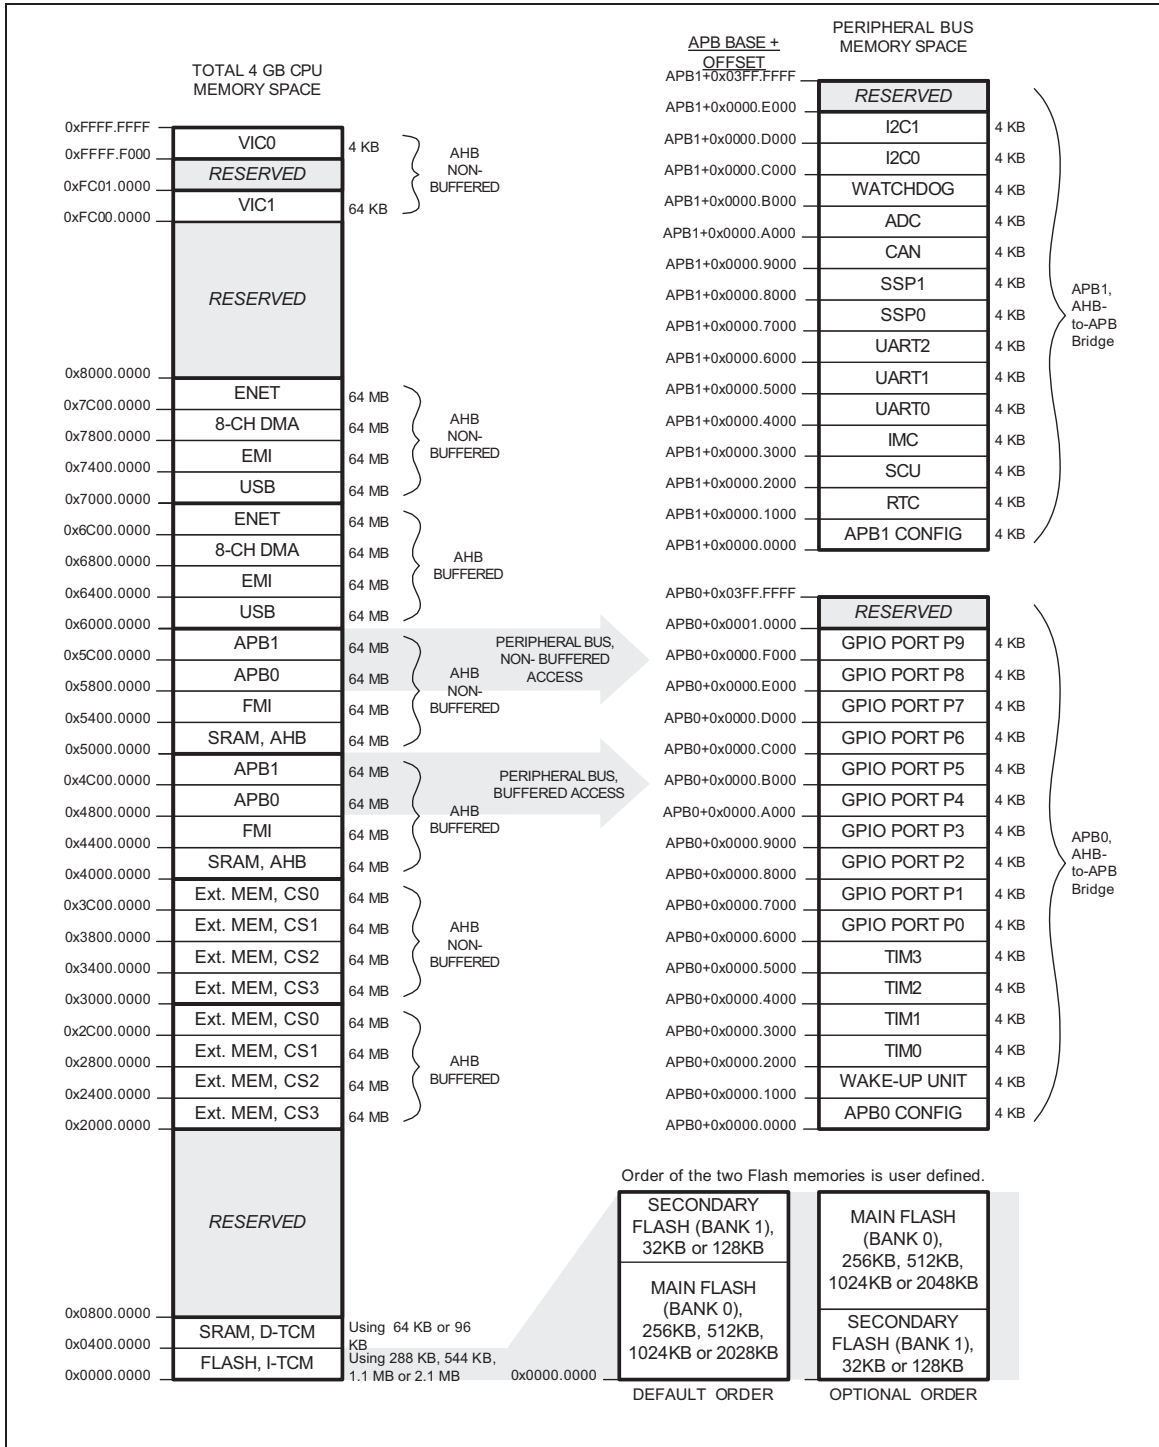 TOTAL 4 GB CPU
MEMORY SPACE
0xFFFF.FFFF
VIC0
4 KB
0xFFFF.F000
RESERVED
0xFC01.0000
VIC1
64 KB
0xFC00.0000
AHB
NON-
BUFFERED
RESERVED
0x8000.0000
ENET
64 MB
0x7C00.0000
8-CH DMA
64 MB
0x7800.0000
EMI
64 MB
0x7400.0000
USB
64 MB
0x7000.0000
AHB
NON-
BUFFERED
ENET
64 MB
0x6C00.0000
8-CH DMA
64 MB
0x6800.0000
EMI
64 MB
0x6400.0000
USB
64 MB
0x6000.0000
AHB
BUFFERED
APB1
64 MB
0x5C00.0000
APB0
64 MB
0x5800.0000
FMI
64 MB
0x5400.0000
SRAM, AHB
64 MB
0x5000.0000
AHB
NON-
BUFFERED
PERIPHERAL BUS,
NON- BUFFERED
ACCESS
APB1
64 MB
0x4C00.0000
APB0
64 MB
0x4800.0000
FMI
64 MB
0x4400.0000
SRAM, AHB
64 MB
0x4000.0000
AHB
BUFFERED
PERIPHERAL BUS,
BUFFERED ACCESS
Ext. MEM, CS0
64 MB
0x3C00.0000
Ext. MEM, CS1
64 MB
0x3800.0000
Ext. MEM, CS2
64 MB
0x3400.0000
Ext. MEM, CS3
64 MB
0x3000.0000
AHB
NON-
BUFFERED
Ext. MEM, CS0
64 MB
0x2C00.0000
Ext. MEM, CS1
64 MB
0x2800.0000
Ext. MEM, CS2
64 MB
0x2400.0000
Ext. MEM, CS3
64 MB
0x2000.0000
AHB
BUFFERED
RESERVED
0x0800.0000
SRAM, D-TCM
Using 64 KB or 96
KB
0x0400.0000
FLASH, I-TCM
Using 288 KB, 544 KB,
1.1 MB or 2.1 MB
0x0000.0000
APB BASE +
OFFSET
PERIPHERAL BUS
MEMORY SPACE
APB1+0x03FF.FFFF
RESERVED
APB1+0x0000.E000
I2C1
4 KB
APB1+0x0000.D000
I2C0
4 KB
APB1+0x0000.C000
WATCHDOG
4 KB
APB1+0x0000.B000
ADC
4 KB
APB1+0x0000.A000
CAN
4 KB
APB1+0x0000.9000
SSP1
4 KB
APB1+0x0000.8000
SSP0
4 KB
APB1+0x0000.7000
UART2
4 KB
APB1+0x0000.6000
UART1
4 KB
APB1+0x0000.5000
UART0
4 KB
APB1+0x0000.4000
IMC
4 KB
APB1+0x0000.3000
SCU
4 KB
APB1+0x0000.2000
RTC
4 KB
APB1+0x0000.1000
APB1 CONFIG
4 KB
APB1+0x0000.0000
APB1,
AHB-
to-APB
Bridge
APB0+0x03FF.FFFF
RESERVED
APB0+0x0001.0000
GPIO PORT P9
4 KB
APB0+0x0000.F000
GPIO PORT P8
4 KB
APB0+0x0000.E000
GPIO PORT P7
4 KB
APB0+0x0000.D000
GPIO PORT P6
4 KB
APB0+0x0000.C000
GPIO PORT P5
4 KB
APB0+0x0000.B000
GPIO PORT P4
4 KB
APB0+0x0000.A000
GPIO PORT P3
4 KB
APB0+0x0000.9000
GPIO PORT P2
4 KB
APB0+0x0000.8000
GPIO PORT P1
4 KB
APB0+0x0000.7000
GPIO PORT P0
4 KB
APB0+0x0000.6000
TIM3
4 KB
APB0+0x0000.5000
TIM2
4 KB
APB0+0x0000.4000
TIM1
4 KB
APB0+0x0000.3000
TIM0
4 KB
APB0+0x0000.2000
WAKE-UP UNIT
4 KB
APB0+0x0000.1000
APB0 CONFIG
4 KB
APB0+0x0000.0000
APB0,
AHB-
to-APB
Bridge
Order of the two Flash memories is user defined.
SECONDARY
FLASH (BANK 1),
32KB or 128KB
MAIN FLASH
(BANK 0),
256KB, 512KB,
1024KB or 2028KB
0x0000.0000
DEFAULT ORDER
MAIN FLASH
(BANK 0),
256KB, 512KB,
1024KB or 2048KB
SECONDARY
FLASH (BANK 1),
32KB or 128KB
OPTIONAL ORDER